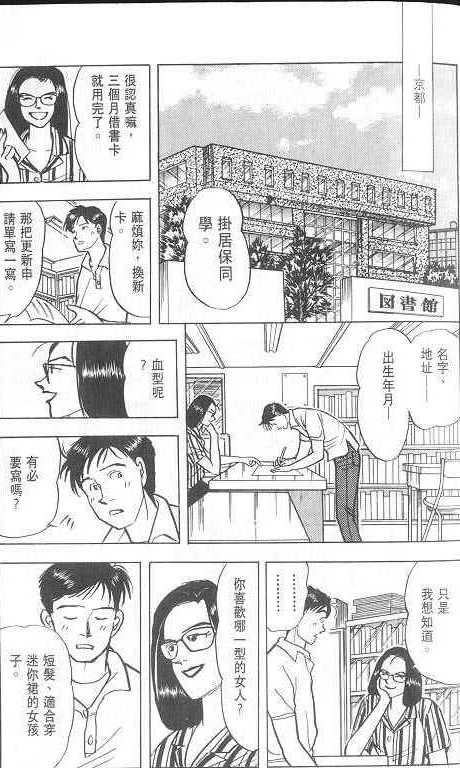 ──京都──
掛居保同
學。
図書館
很認真嘛，
三個月借書卡
就用完了。
麻煩妳，換新
卡。
那把更新申
請單寫一寫。
名字、
地址──
出生年月──
血型呢
？
有必
要寫嗎？
只是
我想知道。
…………
你喜歡哪一型的女人？
短髮、適合穿
迷你裙的女孩
子。